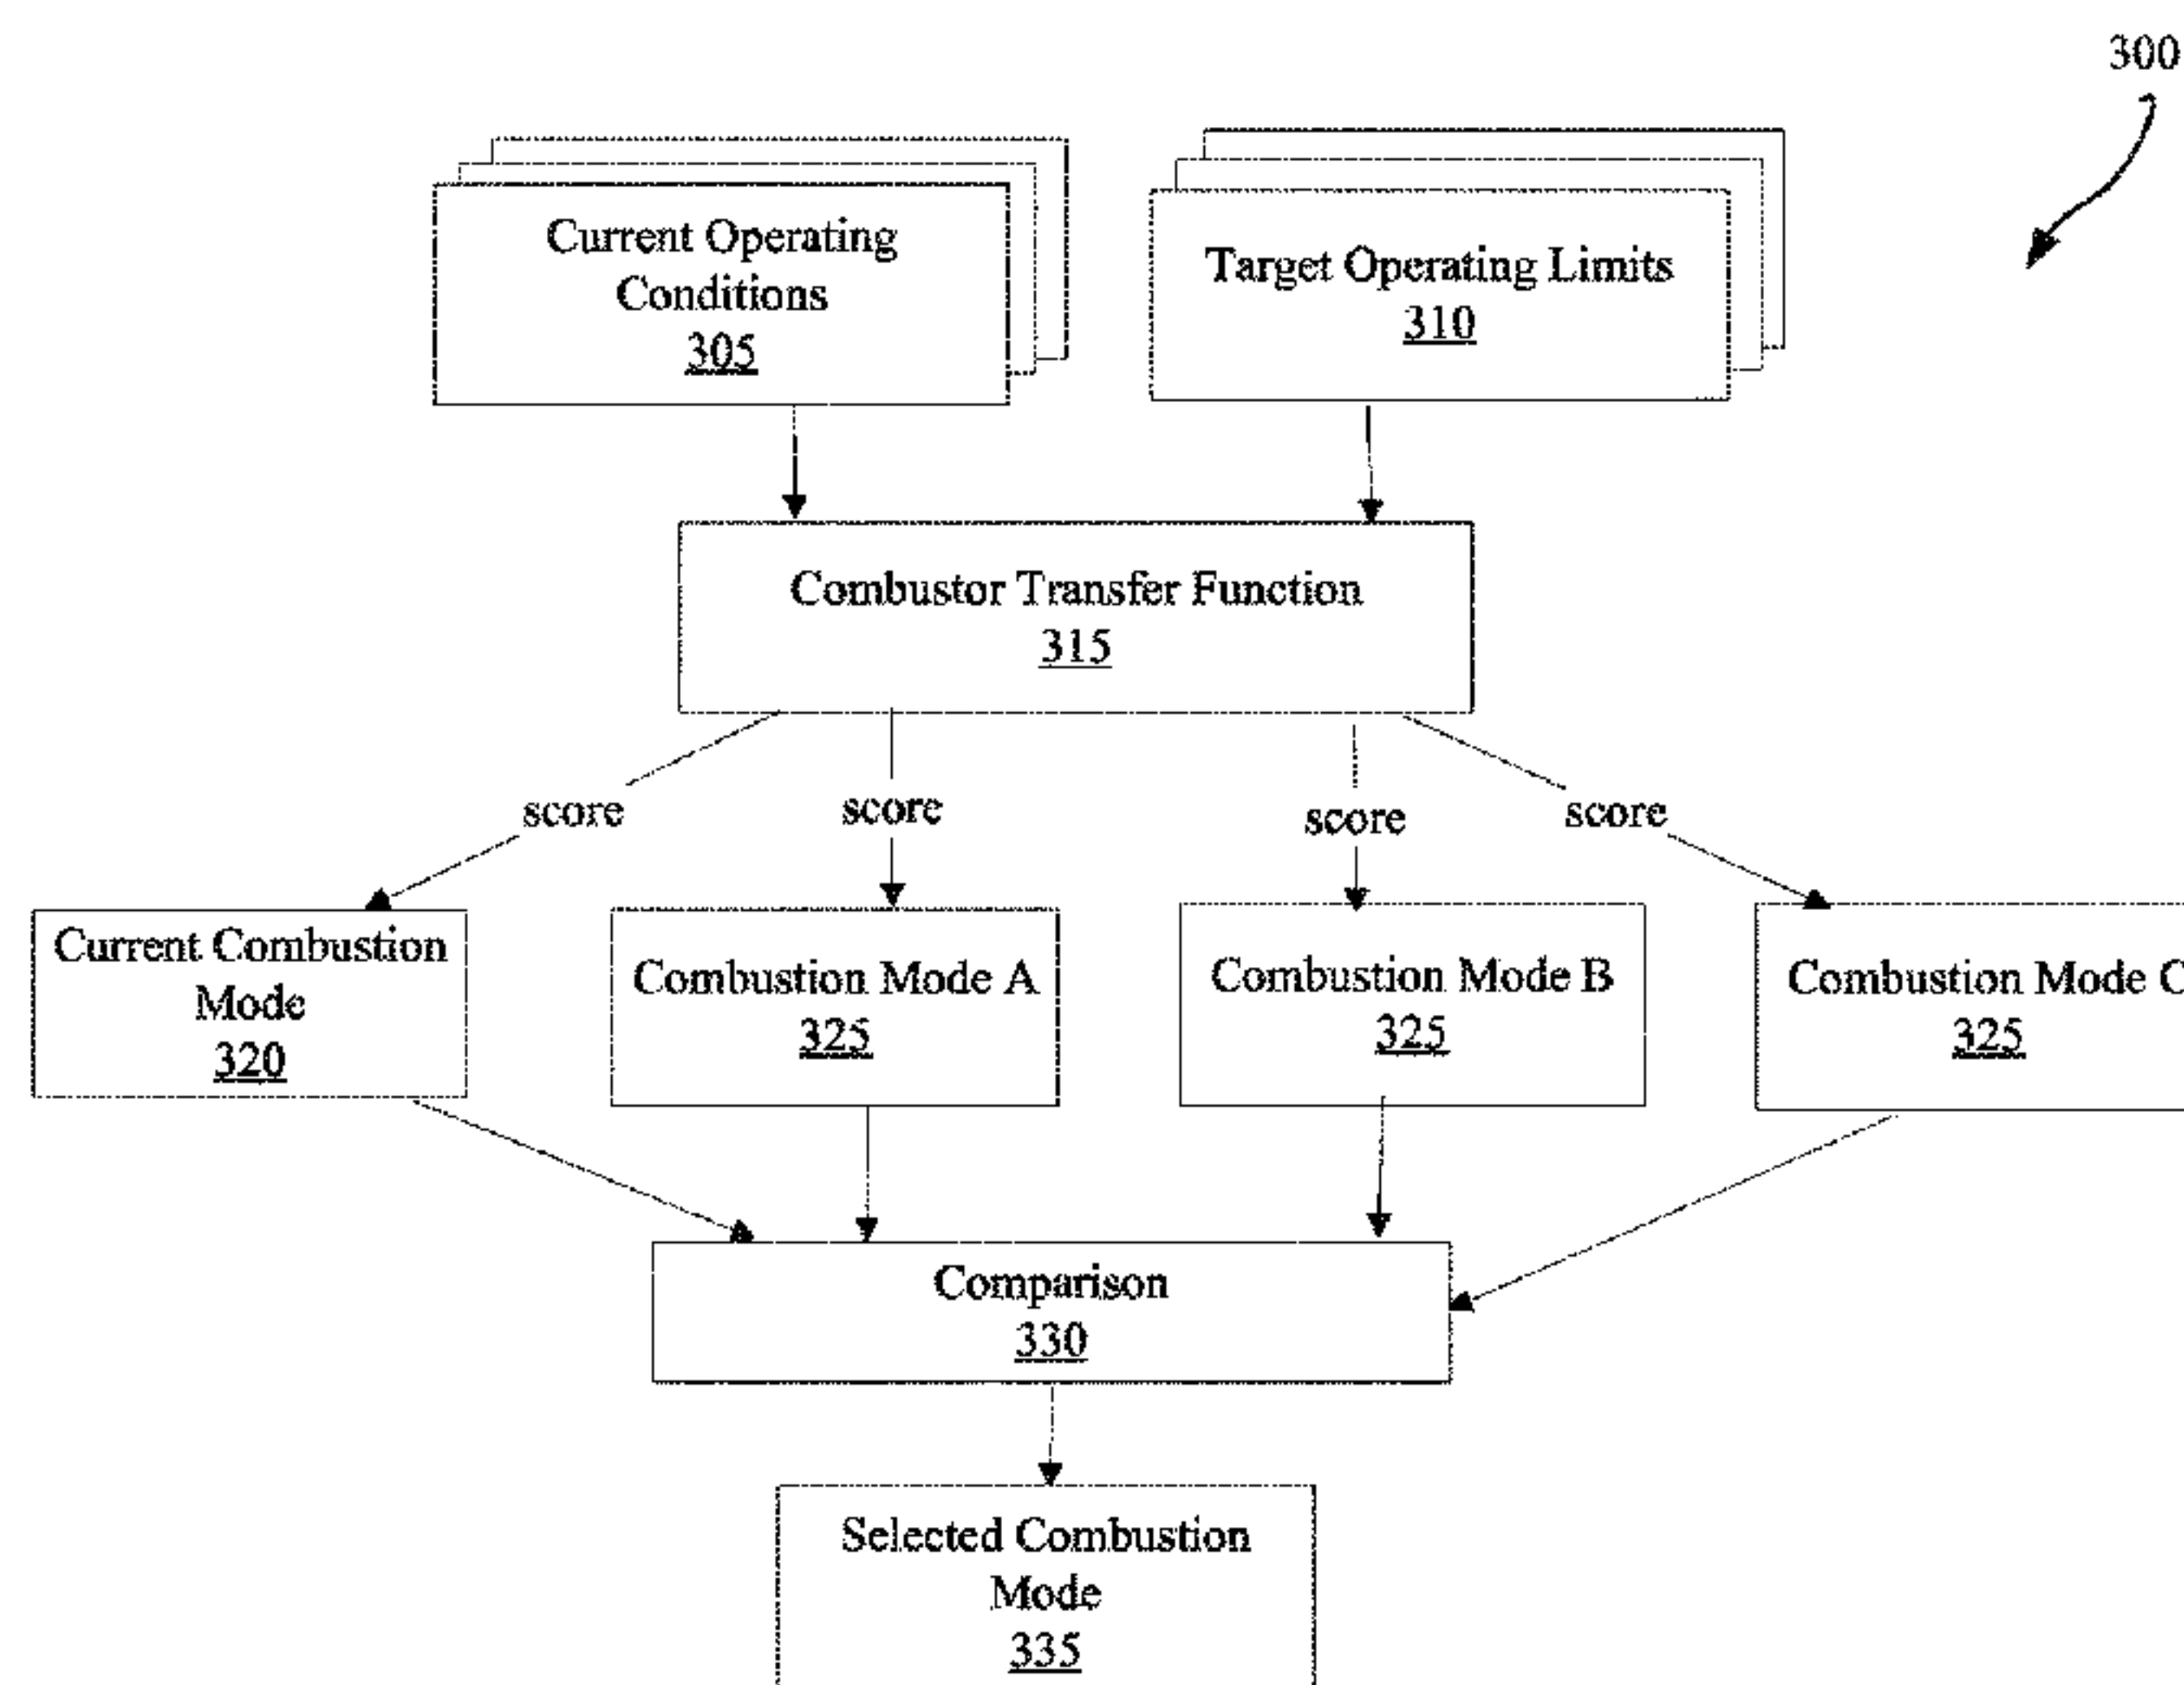 300
Current Operating
Conditions
305
Target Operating Limits
310
Combustor Transfer Function
315
score
score
score
score
Current Combustion
Mode
320
Combustion Mode A
325
Combustion Mode B
325
Combustion Mode C
325
Comparison
330
Selected Combustion
Mode
335